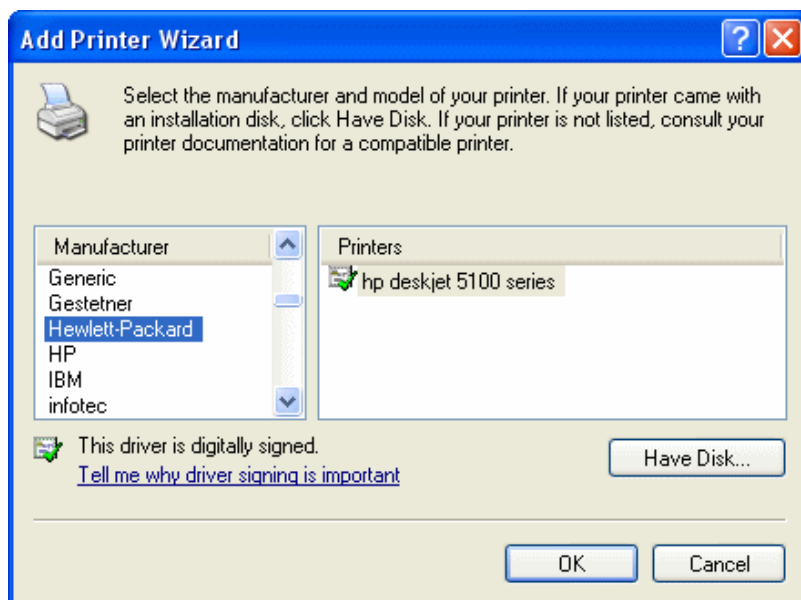 Add Printer Wizard
Select the manufacturer and model of your printer. If your printer came with
an installation disk, click Have Disk. If your printer is not listed, consult your
printer documentation for a compatible printer.
Manufacturer
Generic
Gestetner
Hewlett-Packard
HP
IBM
infotec
Printers
hp deskjet 5100 series
This driver is digitally signed.
Tell me why driver signing is important
Have Disk...
OK
Cancel